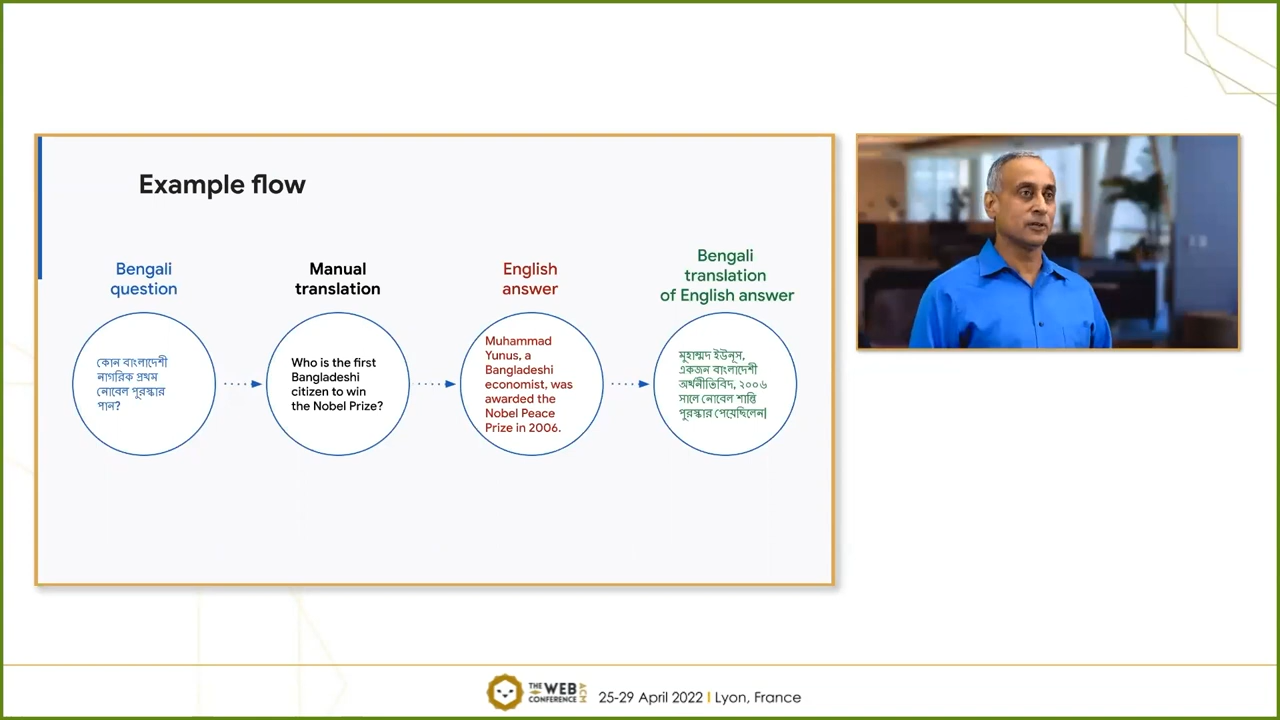 Example flow
Bengali
question
Manual
translation
English
answer
Bengali
translation
of English answer
কোন বাংলাদেশী
নাগরিক প্রথম
নোবেল পুরস্কার
পান?
Who is the first
Bangladeshi
citizen to win
the Nobel Prize?
Muhammad
Yunus, a
Bangladeshi
economist, was
awarded the
Nobel Peace
Prize in 2006.
মুহাম্মদ ইউনূস,
একজন বাংলাদেশী
অর্থনীতিবিদ, ২০০৬
সালে নোবেল শান্তি
পুরস্কার পেয়েছিলেন|
THE WEB
CONFERENCE
ACM
25-29 April 2022 I Lyon, France